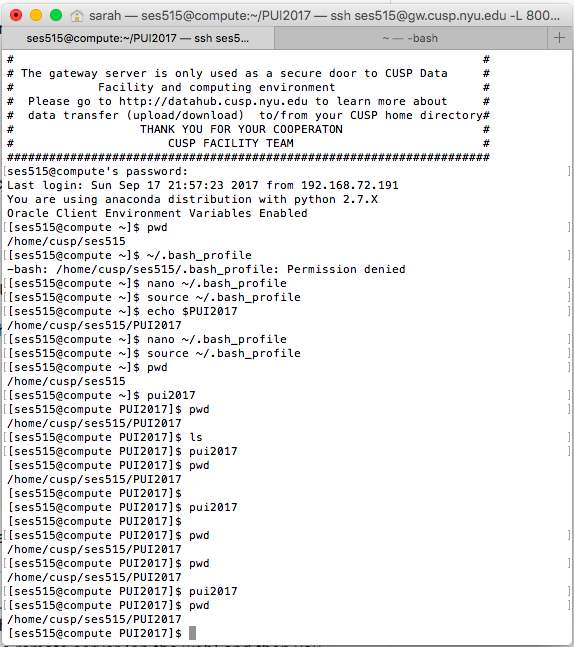 sarah — ses515@compute:~/PUI2017 — ssh ses515@gw.cusp.nyu.edu -L 800...
ses515@compute:~/PUI2017 — ssh ses5...
~ — -bash
+
# #
# The gateway server is only used as a secure door to CUSP Data #
# Facility and computing environment #
# Please go to http://datahub.cusp.nyu.edu to learn more about #
# data transfer (upload/download) to/from your CUSP home directory#
# THANK YOU FOR YOUR COOPERATON #
# CUSP FACILITY TEAM #
#####################################################################
[ses515@compute's password: ]
Last login: Sun Sep 17 21:57:23 2017 from 192.168.72.191
You are using anaconda distribution with python 2.7.X
Oracle Client Environment Variables Enabled
[[ses515@compute ~]$ pwd ]
/home/cusp/ses515
[[ses515@compute ~]$ ~/.bash_profile ]
-bash: /home/cusp/ses515/.bash_profile: Permission denied
[[ses515@compute ~]$ nano ~/.bash_profile ]
[[ses515@compute ~]$ source ~/.bash_profile ]
[[ses515@compute ~]$ echo $PUI2017 ]
/home/cusp/ses515/PUI2017
[[ses515@compute ~]$ nano ~/.bash_profile ]
[[ses515@compute ~]$ source ~/.bash_profile ]
[[ses515@compute ~]$ pwd ]
/home/cusp/ses515
[[ses515@compute ~]$ pui2017 ]
[[ses515@compute PUI2017]$ pwd ]
/home/cusp/ses515/PUI2017
[[ses515@compute PUI2017]$ ls ]
[[ses515@compute PUI2017]$ pui2017 ]
[[ses515@compute PUI2017]$ pwd ]
/home/cusp/ses515/PUI2017
[[ses515@compute PUI2017]$ ]
[[ses515@compute PUI2017]$ pui2017 ]
[[ses515@compute PUI2017]$ ]
[[ses515@compute PUI2017]$ pwd ]
/home/cusp/ses515/PUI2017
[[ses515@compute PUI2017]$ pwd ]
/home/cusp/ses515/PUI2017
[[ses515@compute PUI2017]$ pui2017 ]
[[ses515@compute PUI2017]$ pwd ]
/home/cusp/ses515/PUI2017
[ses515@compute PUI2017]$